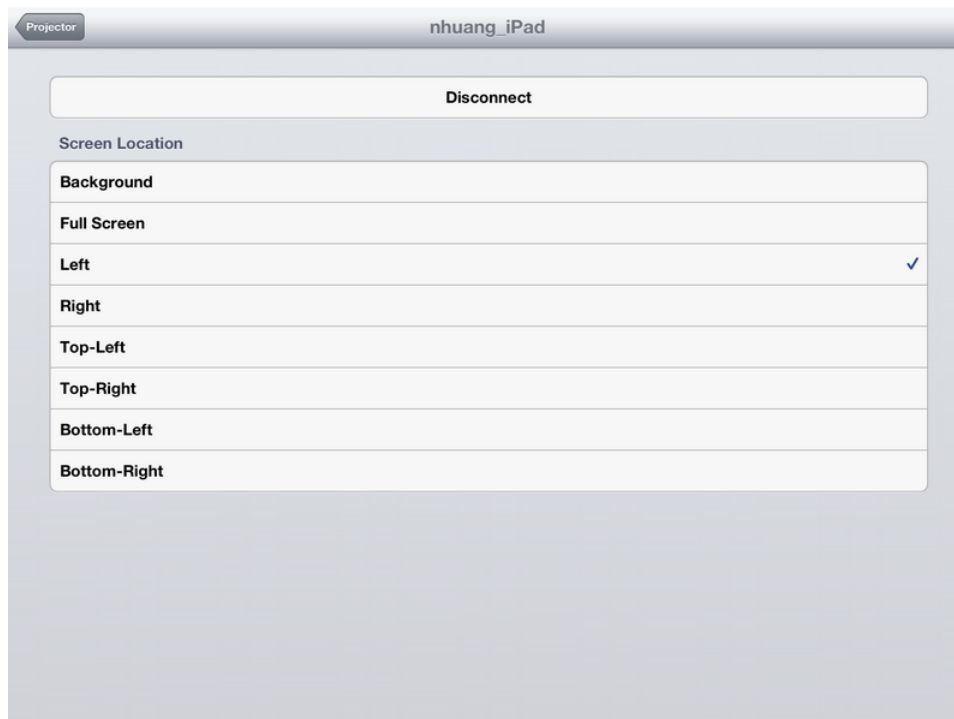 Projector
nhuang_iPad
Disconnect
Screen Location
Background
Full Screen
Left
Right
Top-Left
Top-Right
Bottom-Left
Bottom-Right